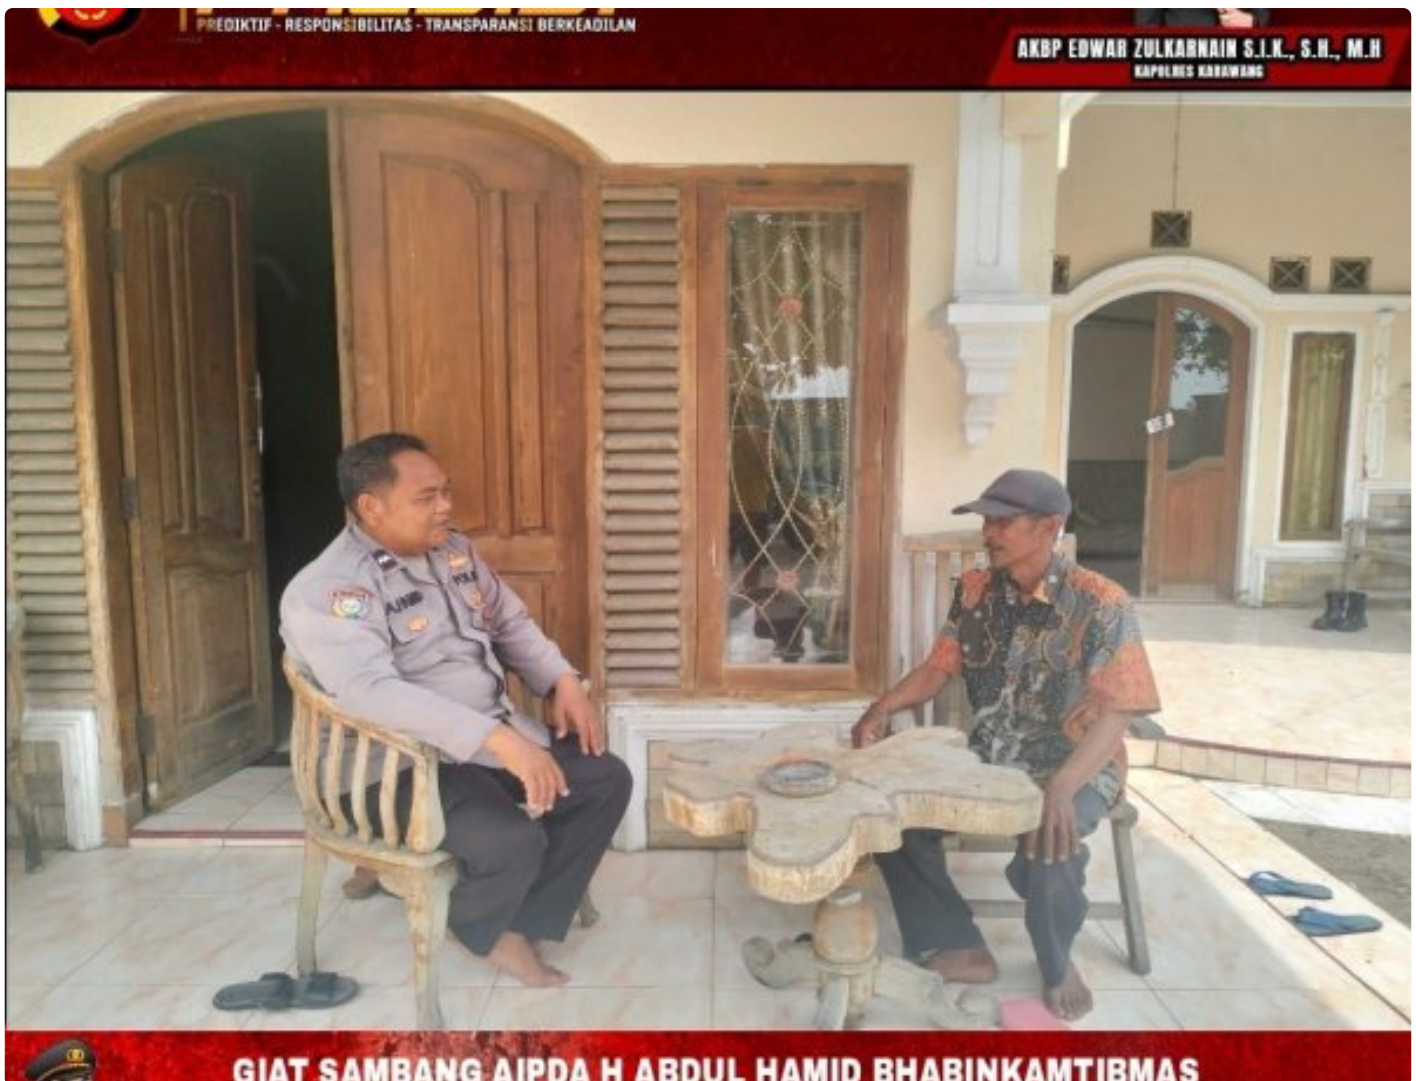 PREDIKTIF - RESPONSIBILITAS - TRANSPARANSI BERKEADILAN
AKBP EDWAR ZULKARNAIN S.I.K., S.H., M.H
KAPOLRES KARAWANG
GIAT SAMBANG AIPDA H ABDUL HAMID BHABINKAMTIBMAS